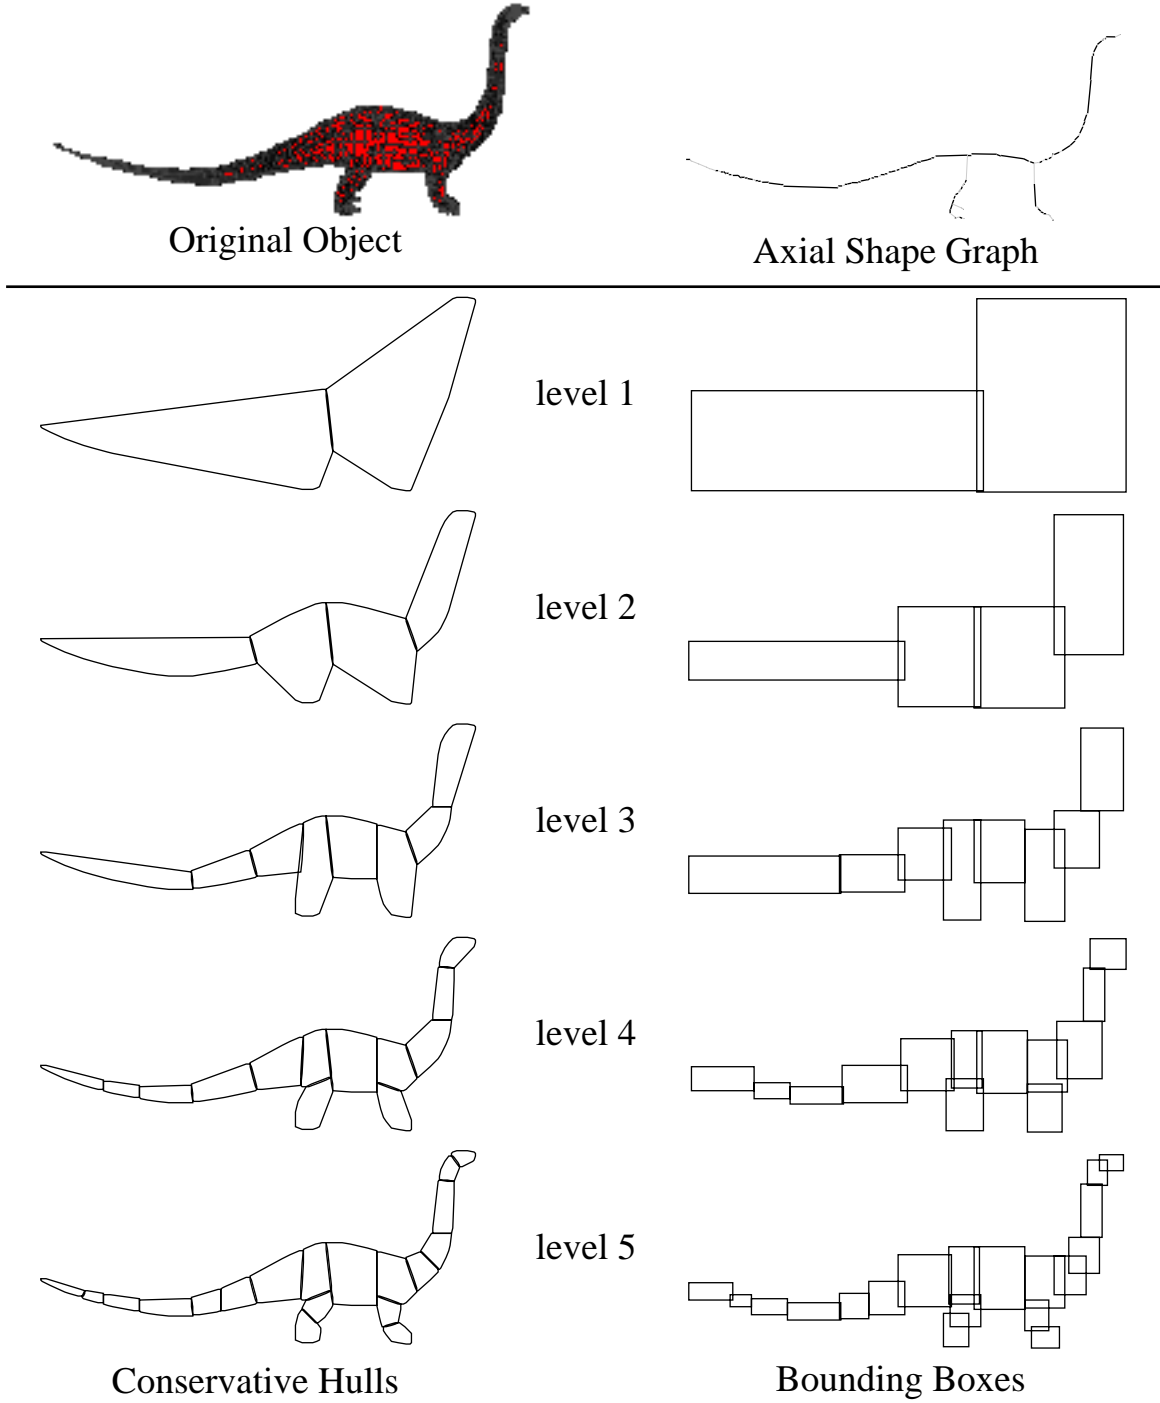 Original Object
Axial Shape Graph
level 1
level 2
level 3
level 4
level 5
Conservative Hulls
Bounding Boxes